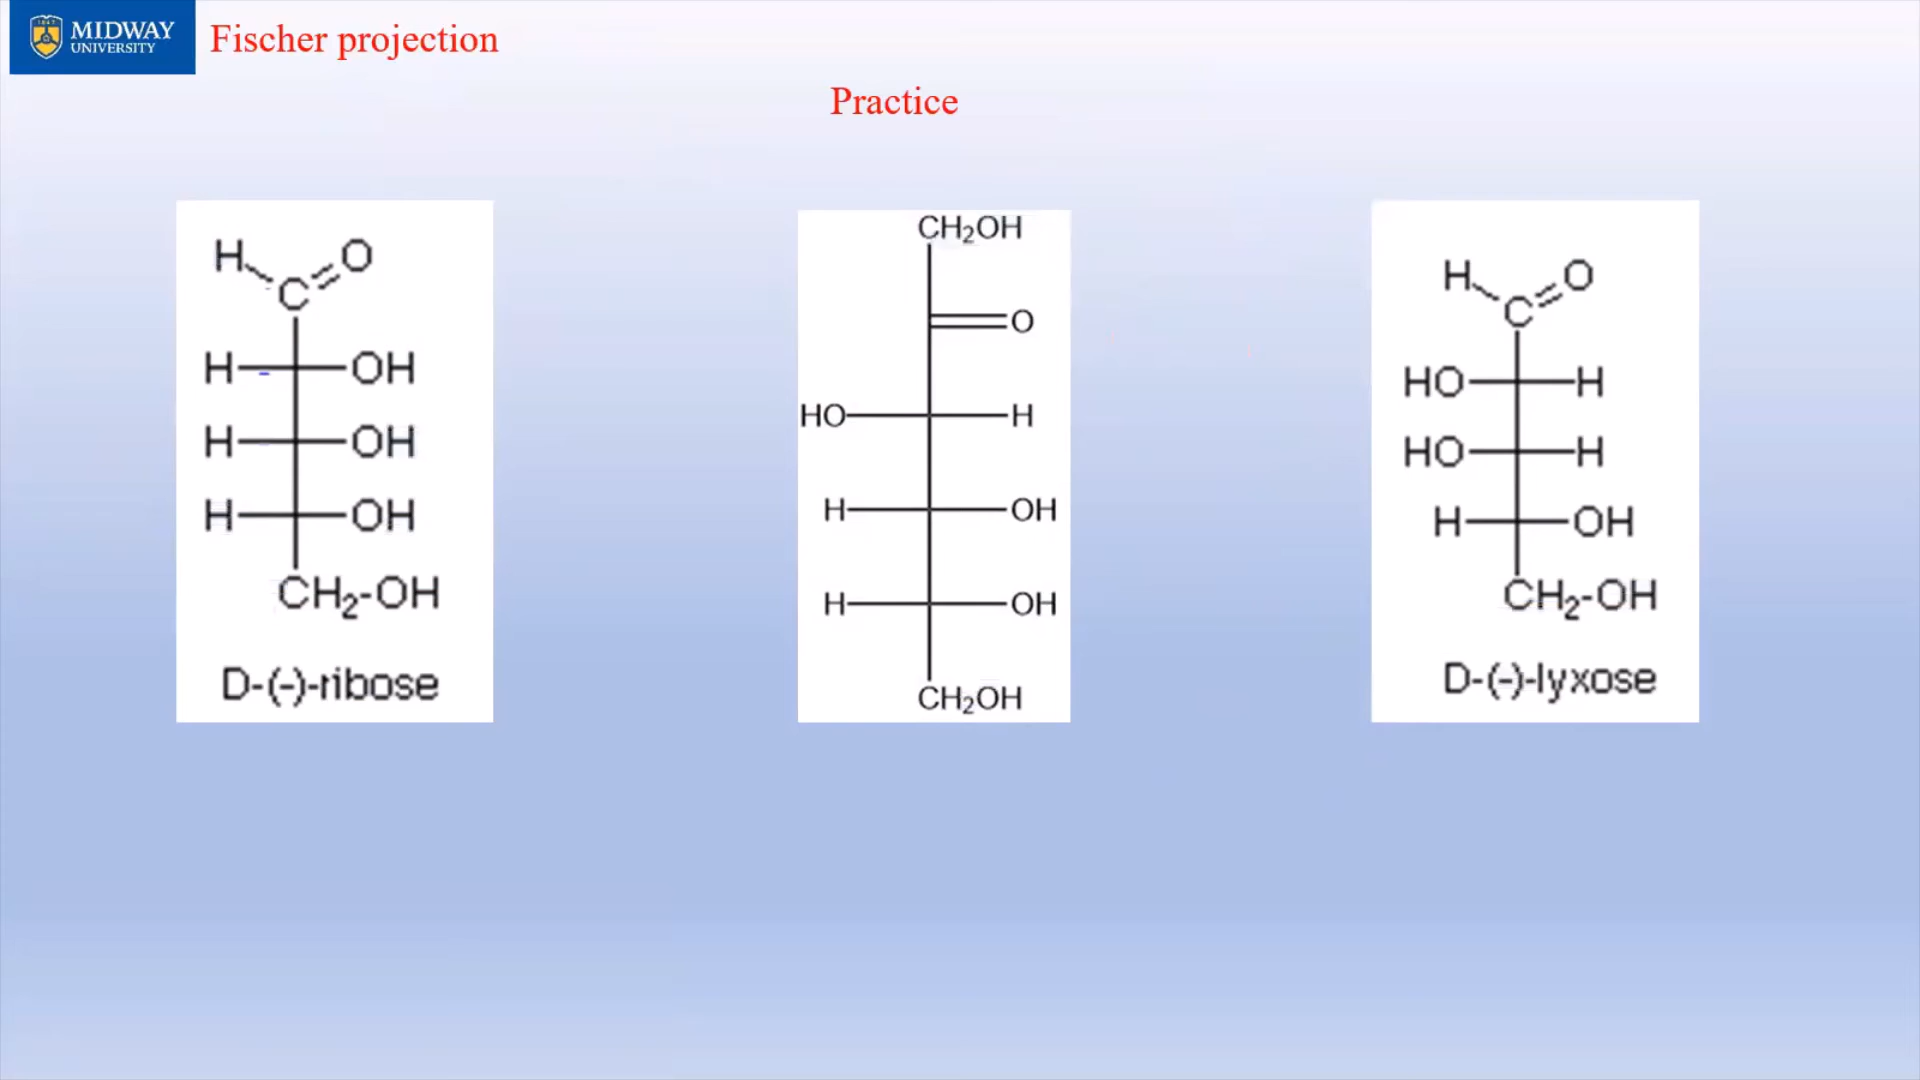 MIDWAY
UNIVERSITY
Fischer projection
Practice
H O
C
H OH
H OH
H OH
CH₂-OH
D-(-)-ribose
CH₂OH
O
HO H
H OH
H OH
CH₂OH
H O
C
HO H
HO H
H OH
CH₂-OH
D-(-)-lyxose